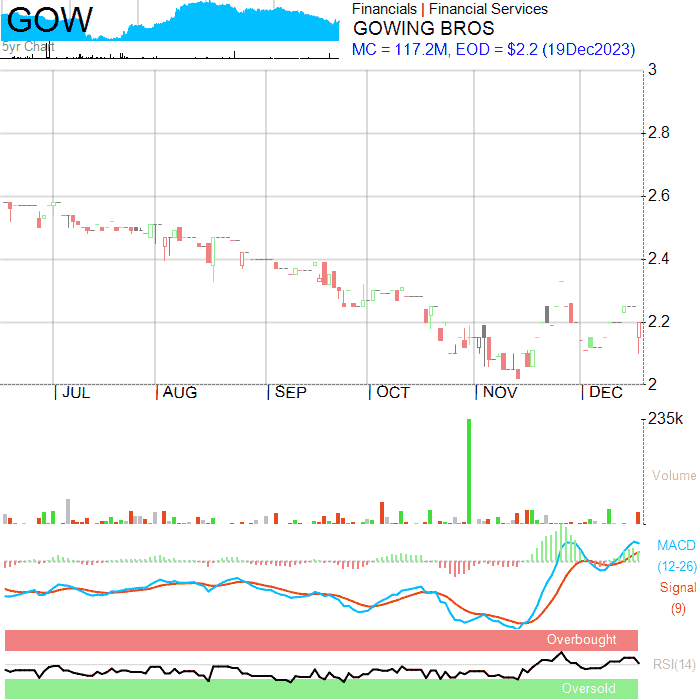 GOW
5yr Chart
Financials | Financial Services
GOWING BROS
MC = 117.2M, EOD = $2.2 (19Dec2023)
3
2.8
2.6
2.4
2.2
2
JUL
AUG
SEP
OCT
NOV
DEC
235k
Volume
MACD
(12-26)
Signal
(9)
Overbought
RSI(14)
Oversold